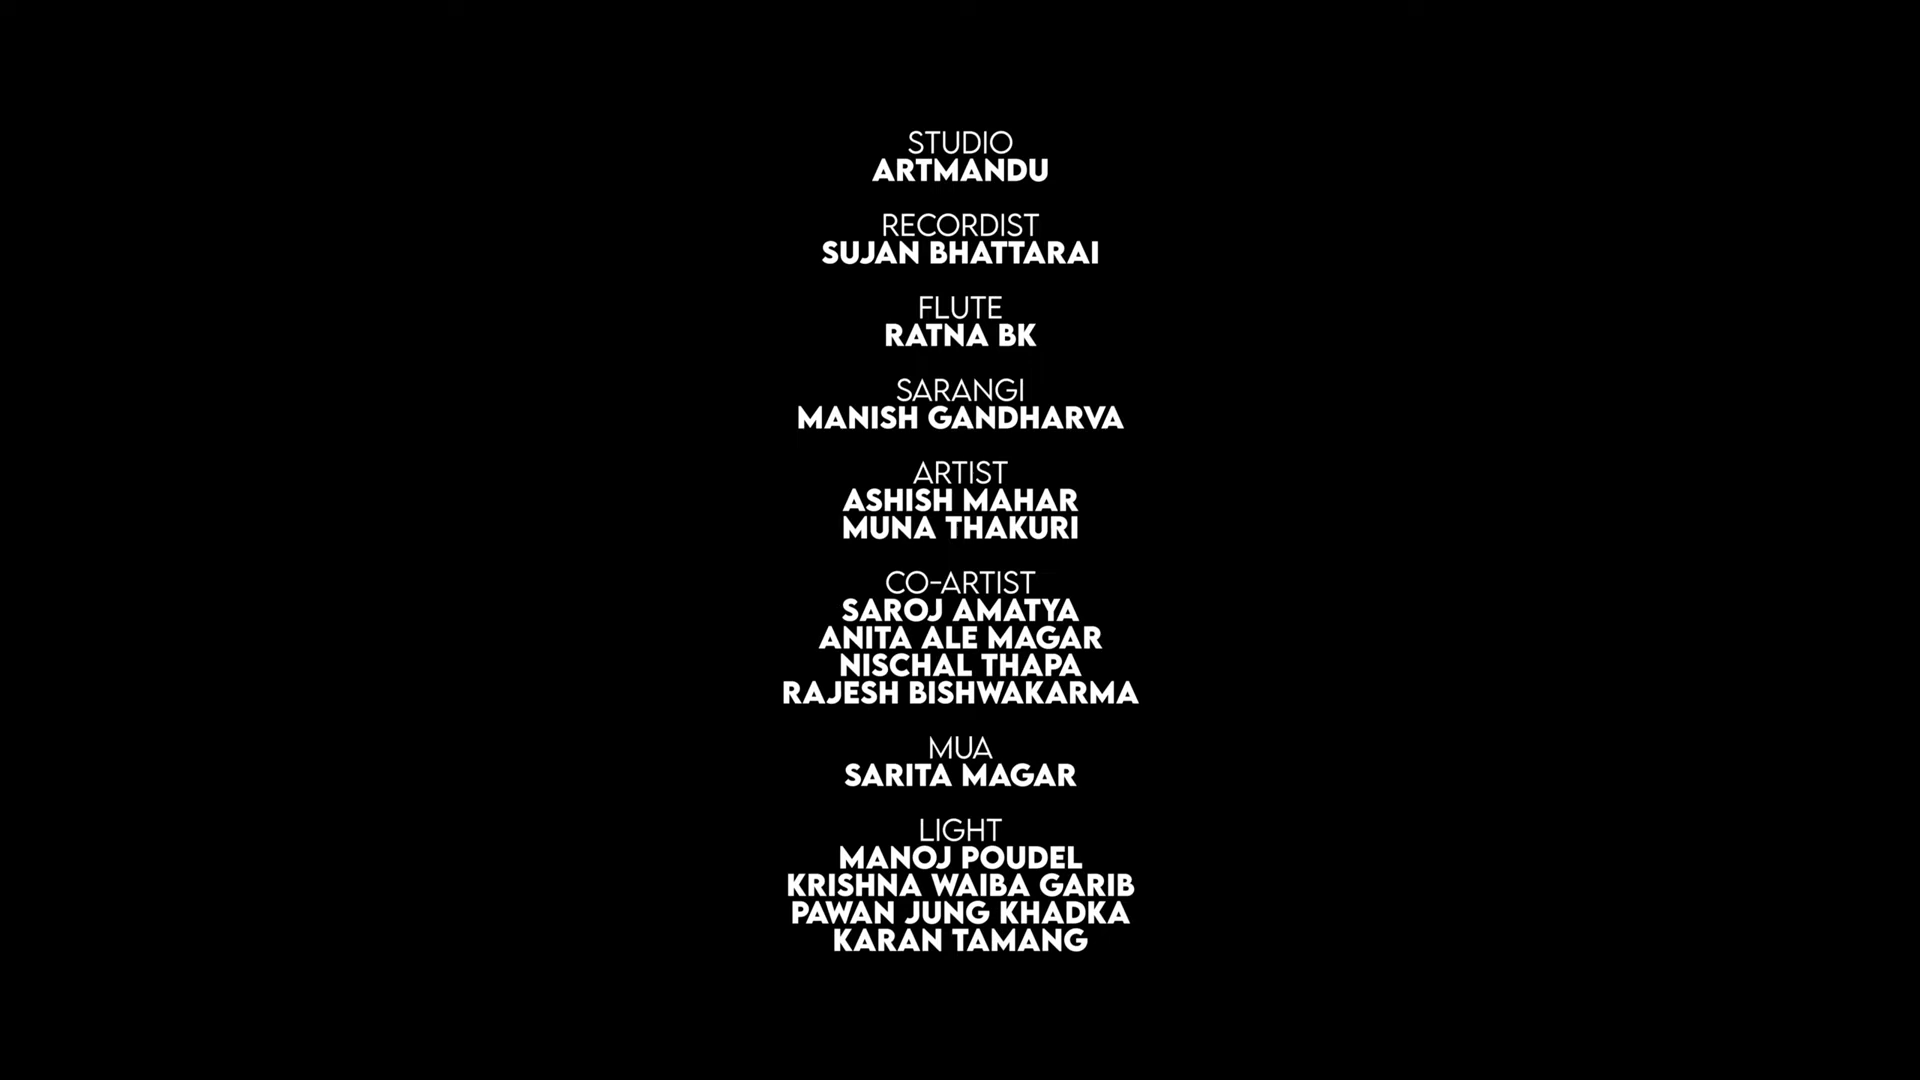 STUDIO
ARTMANDU
RECORDIST
SUJAN BHATTARAI
FLUTE
RATNA BK
SARANGI
MANISH GANDHARVA
ARTIST
ASHISH MAHAR
MUNA THAKURI
CO-ARTIST
SAROJ AMATYA
ANITA ALE MAGAR
NISCHAL THAPA
RAJESH BISHWAKARMA
MUA
SARITA MAGAR
LIGHT
MANOJ POUDEL
KRISHNA WAIBA GARIB
PAWAN JUNG KHADKA
KARAN TAMANG